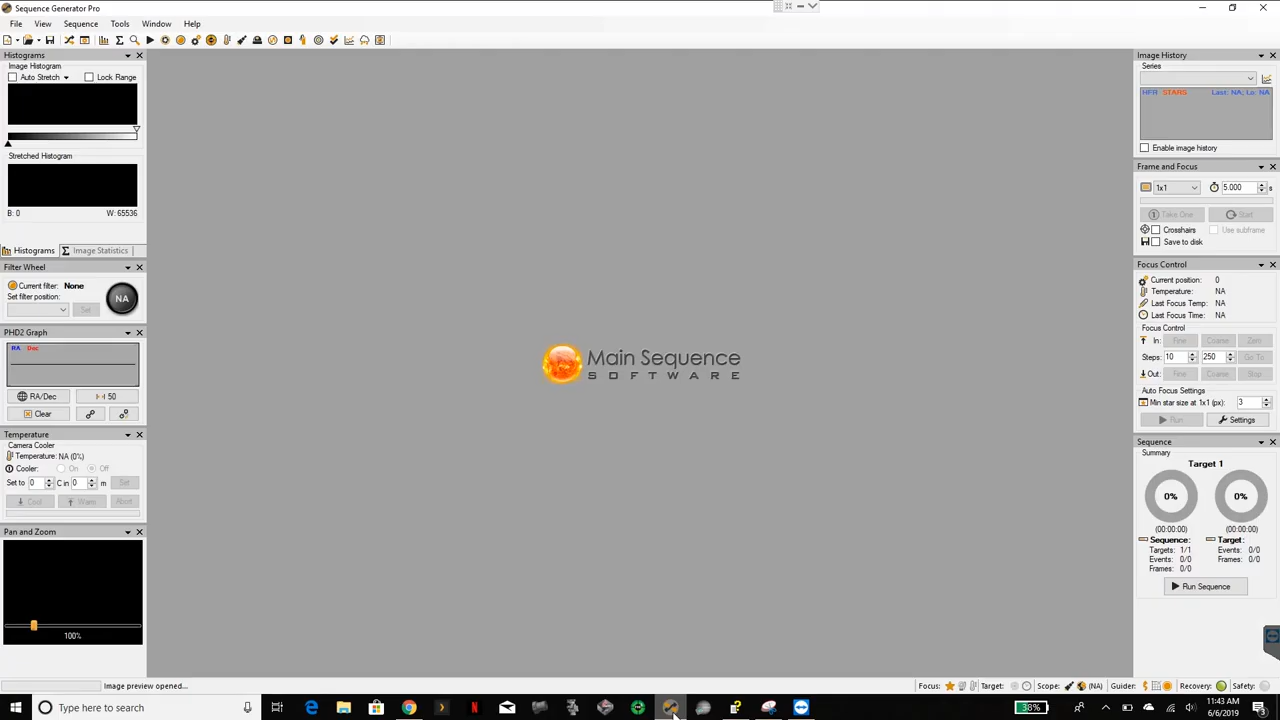 Sequence Generator Pro
File View Sequence Tools Window Help
Histograms
Image Histogram
Auto Stretch Lock Range
Stretched Histogram
B: 0 W: 65536
Histograms Image Statistics
Filter Wheel
Current filter: None
Set filter position:
Set
NA
PHD2 Graph
RA Dec
RA/Dec 50
Clear
Temperature
Camera Cooler
Temperature: NA (0%)
Cooler: On Off
Set to 0 C in 0 m Set
Cool Warm Abort
Pan and Zoom
100%
Image preview opened...
Main Sequence
SOFTWARE
Image History
Series
HFR STARS Last: NA; Lo: NA
Enable image history
Frame and Focus
1x1 5.000 s
Take One Start
Crosshairs Use subframe
Save to disk
Focus Control
Current position: 0
Temperature: NA
Last Focus Temp: NA
Last Focus Time: NA
Focus Control
In: Fine Coarse Zero
Steps: 10 250 Go To
Out: Fine Coarse Stop
Auto Focus Settings
Min star size at 1x1 (px): 3
Run Settings
Sequence
Summary
Target 1
0% 0%
(00:00:00) (00:00:00)
Sequence: Target:
Targets: 1/1 Events: 0/0
Events: 0/0 Frames: 0/0
Frames: 0/0
Run Sequence
Focus: Target: Scope: (NA) Guider: Recovery: Safety:
Type here to search
38%
11:43 AM
6/6/2019